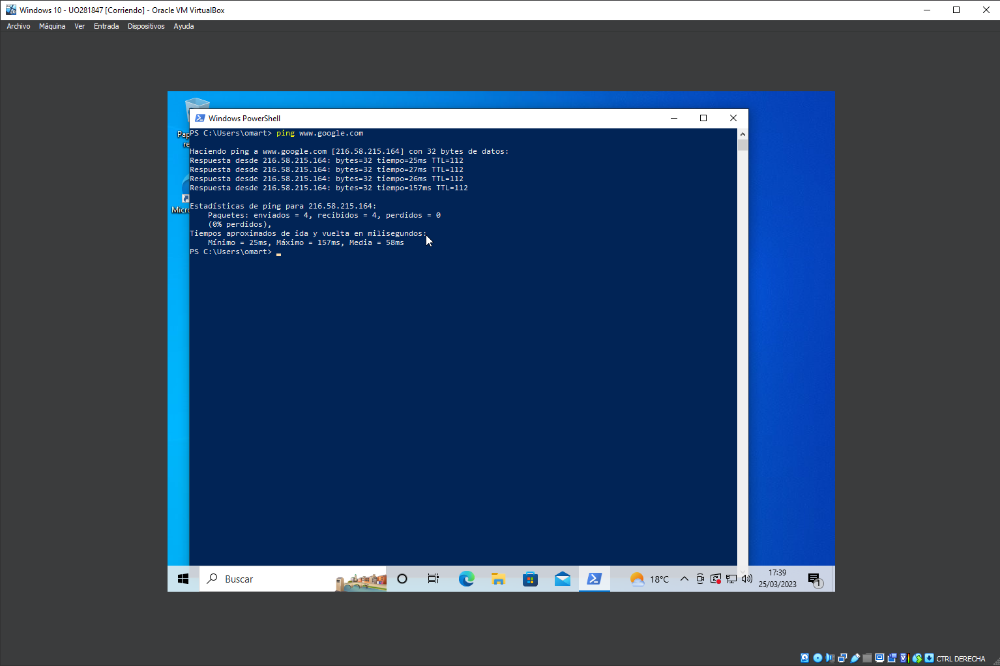 Windows 10 - UO281847 [Corriendo] - Oracle VM VirtualBox
Archivo Máquina Ver Entrada Dispositivos Ayuda
Windows PowerShell
PS C:\Users\omart> ping www.google.com
Haciendo ping a www.google.com [216.58.215.164] con 32 bytes de datos:
Respuesta desde 216.58.215.164: bytes=32 tiempo=25ms TTL=112
Respuesta desde 216.58.215.164: bytes=32 tiempo=27ms TTL=112
Respuesta desde 216.58.215.164: bytes=32 tiempo=26ms TTL=112
Respuesta desde 216.58.215.164: bytes=32 tiempo=157ms TTL=112
Estadísticas de ping para 216.58.215.164:
Paquetes: enviados = 4, recibidos = 4, perdidos = 0
(0% perdidos),
Tiempos aproximados de ida y vuelta en milisegundos:
Mínimo = 25ms, Máximo = 157ms, Media = 58ms
PS C:\Users\omart>
Pap
re
Micro
Buscar
18°C
17:39
25/03/2023
1
CTRL DERECHA